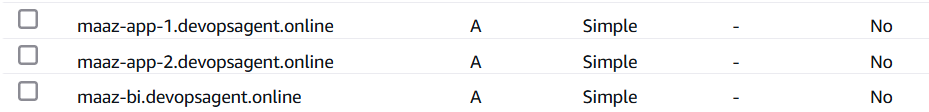 maaz-app-1.devopsagent.online A Simple - No
maaz-app-2.devopsagent.online A Simple - No
maaz-bi.devopsagent.online A Simple - No